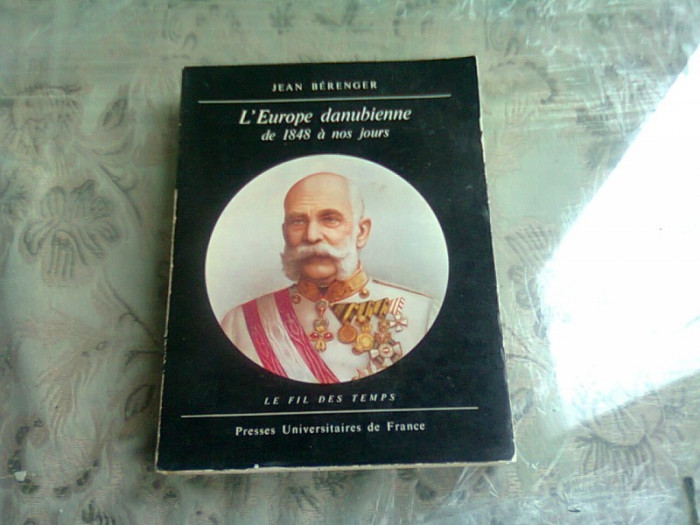 JEAN BÉRENGER
L'Europe danubienne
de 1848 à nos jours
LE FIL DES TEMPS
Presses Universitaires de France